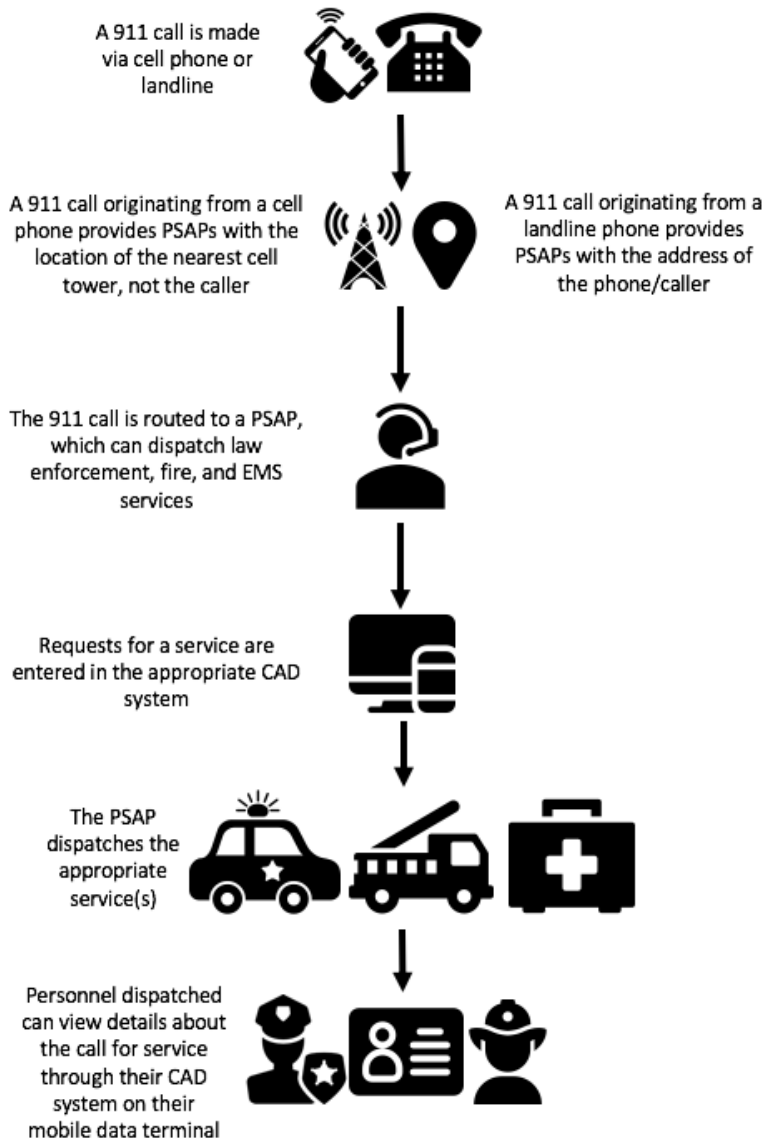 A 911 call is made
via cell phone or
landline
A 911 call originating from a cell
phone provides PSAPs with the
location of the nearest cell
tower, not the caller
A 911 call originating from a
landline phone provides
PSAPs with the address of
the phone/caller
The 911 call is routed to a PSAP,
which can dispatch law
enforcement, fire, and EMS
services
Requests for a service are
entered in the appropriate CAD
system
The PSAP
dispatches the
appropriate
service(s)
Personnel dispatched
can view details about
the call for service
through their CAD
system on their
mobile data terminal